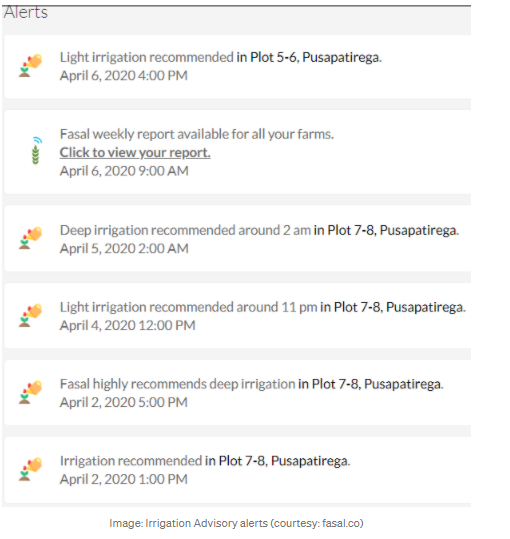 Alerts
Light irrigation recommended in Plot 5-6, Pusapatirega.
April 6, 2020 4:00 PM
Fasal weekly report available for all your farms.
Click to view your report.
April 6, 2020 9:00 AM
Deep irrigation recommended around 2 am in Plot 7-8, Pusapatirega.
April 5, 2020 2:00 AM
Light irrigation recommended around 11 pm in Plot 7-8, Pusapatirega.
April 4, 2020 12:00 PM
Fasal highly recommends deep irrigation in Plot 7-8, Pusapatirega.
April 2, 2020 5:00 PM
Irrigation recommended in Plot 7-8, Pusapatirega.
April 2, 2020 1:00 PM
Image: Irrigation Advisory alerts (courtesy: fasal.co)